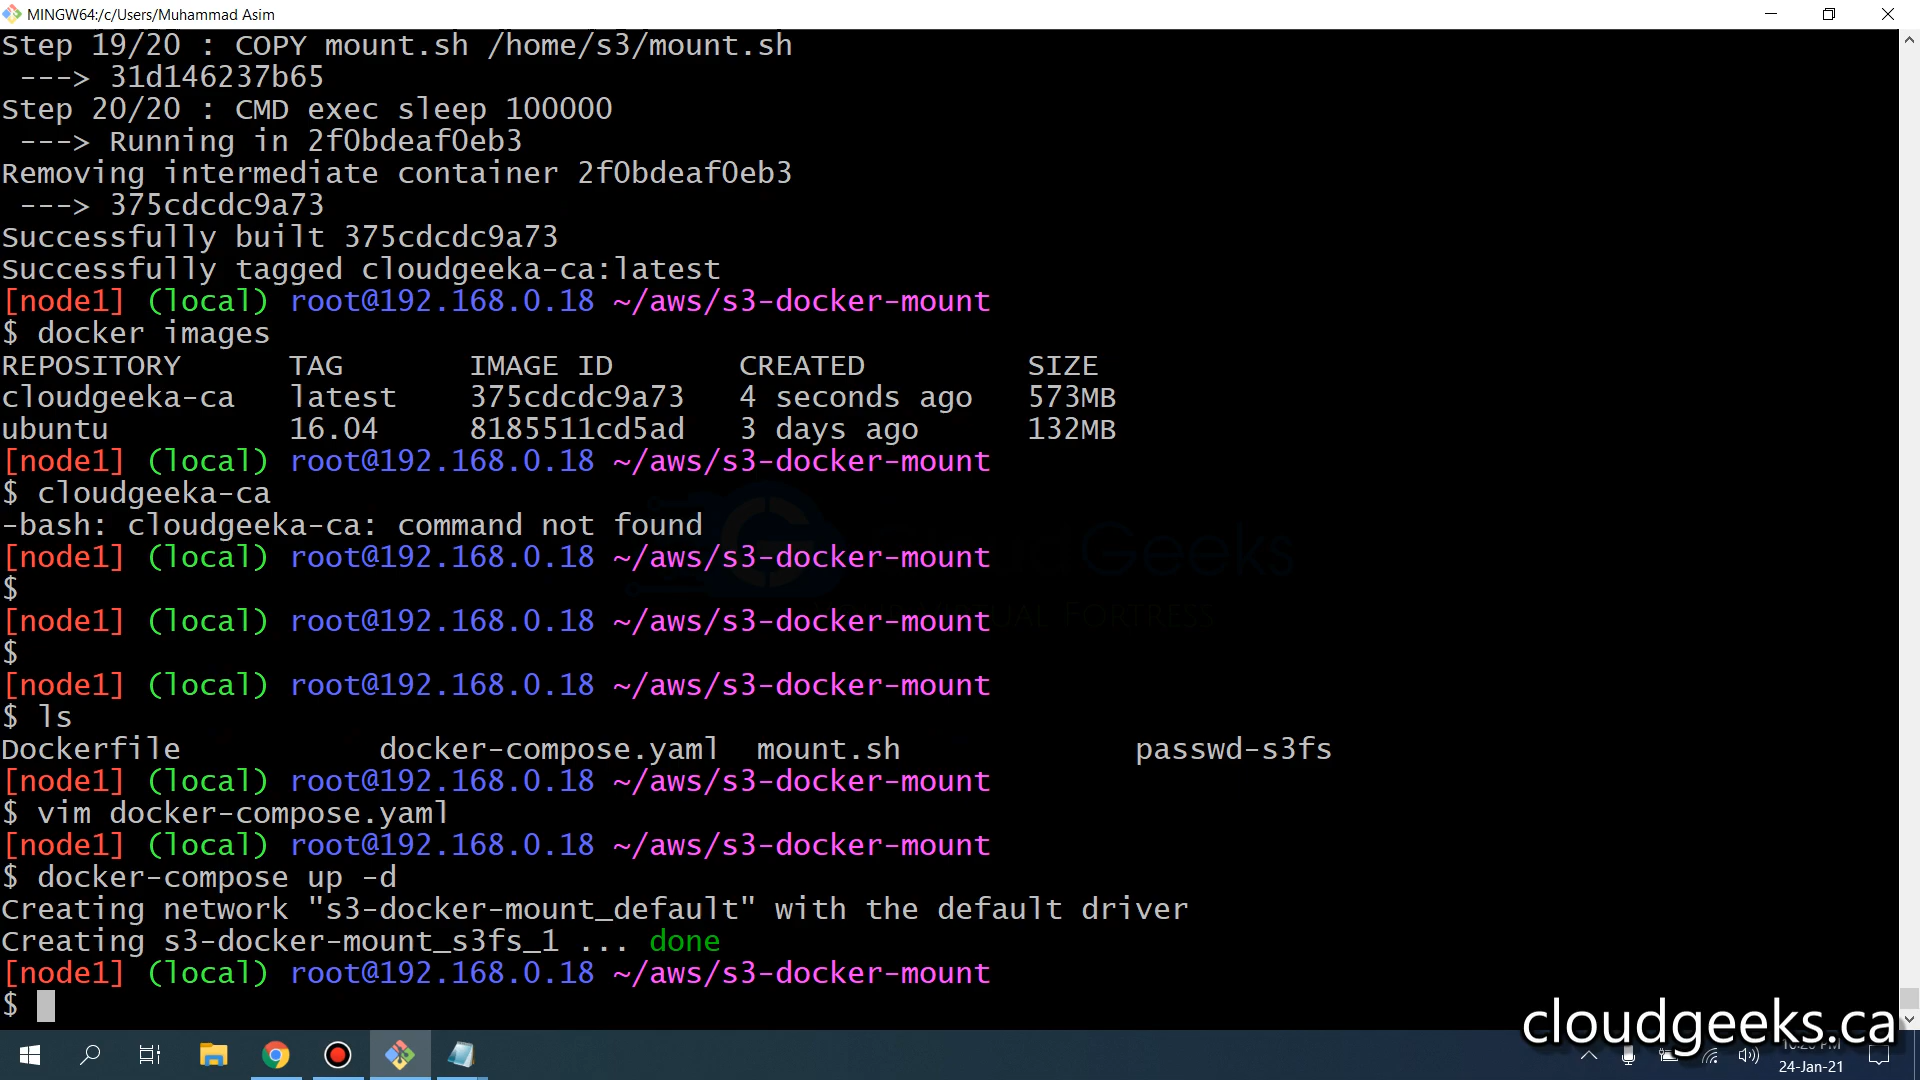 MINGW64:/c/Users/Muhammad Asim
Step 19/20 : COPY mount.sh /home/s3/mount.sh
 ---> 31d146237b65
Step 20/20 : CMD exec sleep 100000
 ---> Running in 2f0bdeaf0eb3
Removing intermediate container 2f0bdeaf0eb3
 ---> 375cdcdc9a73
Successfully built 375cdcdc9a73
Successfully tagged cloudgeeka-ca:latest
[node1] (local) root@192.168.0.18 ~/aws/s3-docker-mount
$ docker images
REPOSITORY      TAG       IMAGE ID       CREATED         SIZE
cloudgeeka-ca   latest    375cdcdc9a73   4 seconds ago   573MB
ubuntu          16.04     8185511cd5ad   3 days ago      132MB
[node1] (local) root@192.168.0.18 ~/aws/s3-docker-mount
$ cloudgeeka-ca
-bash: cloudgeeka-ca: command not found
[node1] (local) root@192.168.0.18 ~/aws/s3-docker-mount
$
[node1] (local) root@192.168.0.18 ~/aws/s3-docker-mount
$
[node1] (local) root@192.168.0.18 ~/aws/s3-docker-mount
$ ls
Dockerfile           docker-compose.yaml  mount.sh             passwd-s3fs
[node1] (local) root@192.168.0.18 ~/aws/s3-docker-mount
$ vim docker-compose.yaml
[node1] (local) root@192.168.0.18 ~/aws/s3-docker-mount
$ docker-compose up -d
Creating network "s3-docker-mount_default" with the default driver
Creating s3-docker-mount_s3fs_1 ... done
[node1] (local) root@192.168.0.18 ~/aws/s3-docker-mount
$
cloudgeeks.ca
24-Jan-21